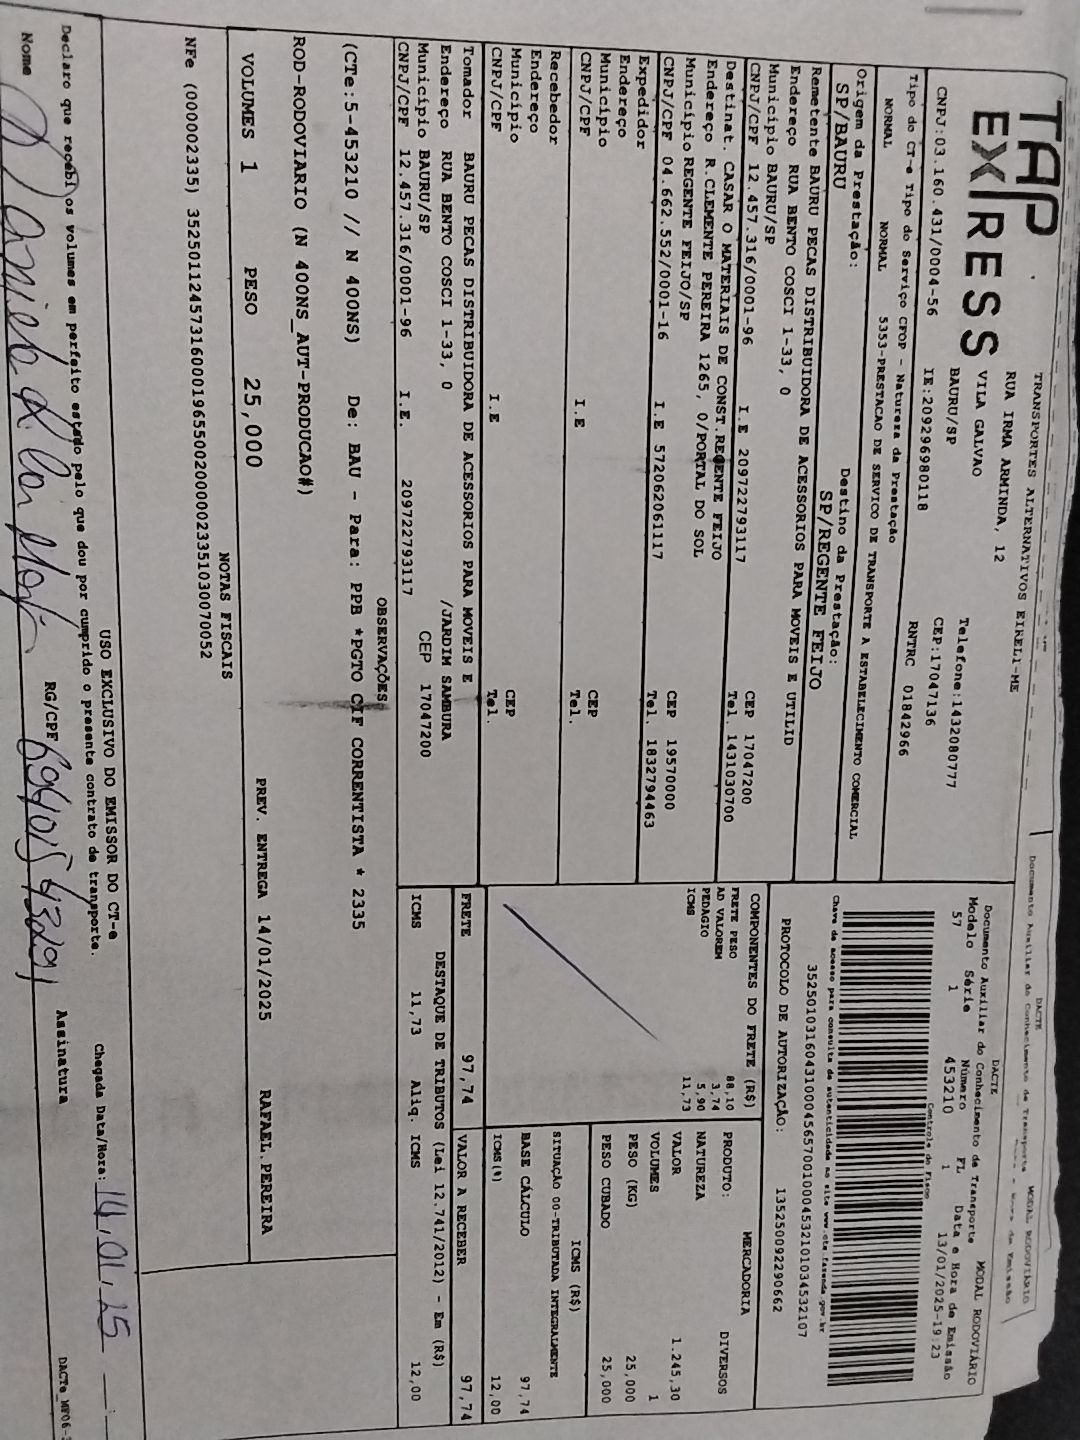 TAP
EXPRESS
TRANSPORTES ALTERNATIVOS EIRELI-ME
RUA IRMA ARMINDA, 12
VILA GALVAO
BAURU/SP
Telefone:1432080777
CEP:17047136
CNPJ:03.160.431/0004-56 IE:209296980118 RNTRC 01842966
Tipo do CT-e Tipo do Serviço CFOP - Natureza da Prestação
NORMAL NORMAL 5353-PRESTACAO DE SERVICO DE TRANSPORTE A ESTABELECIMENTO COMERCIAL
Origem da Prestação: Destino da Prestação:
SP/BAURU SP/REGENTE FEIJO
Remetente BAURU PECAS DISTRIBUIDORA DE ACESSORIOS PARA MOVEIS E UTILID
Endereço RUA BENTO COSCI 1-33, 0
Município BAURU/SP CEP 17047200
CNPJ/CPF 12.457.316/0001-96 I.E 209722793117 Tel. 1431030700
Destinat. CASAR O MATERIAIS DE CONST.REGENTE FEIJO
Endereço R.CLEMENTE PEREIRA 1265, 0/PORTAL DO SOL
Município REGENTE FEIJO/SP CEP 19570000
CNPJ/CPF 04.662.552/0001-16 I.E 572062061117 Tel. 1832794463
Expedidor
Endereço
Município CEP
CNPJ/CPF I.E Tel.
Recebedor
Endereço
Município CEP
CNPJ/CPF I.E Tel.
Tomador BAURU PECAS DISTRIBUIDORA DE ACESSORIOS PARA MOVEIS E
Endereço RUA BENTO COSCI 1-33, 0 /JARDIM SAMBURA
Município BAURU/SP CEP 17047200
CNPJ/CPF 12.457.316/0001-96 I.E. 209722793117
DACTE
Documento Auxiliar do Conhecimento de Transporte MODAL RODOVIÁRIO
DACTE
Documento Auxiliar do Conhecimento de Transporte MODAL RODOVIÁRIO
Modelo Série Número FL Data e Hora de Emissão
57 1 453210 1 13/01/2025-19:23
Controle do Fisco
Chave de acesso para consulta de autenticidade no site www.cte.fazenda.gov.br
35250103160431000456570010004532101034532107
PROTOCOLO DE AUTORIZAÇÃO: 135250092290662
COMPONENTES DO FRETE (R$)
FRETE PESO 88,10
AD VALOREM 3,74
PEDAGIO 5,90
ICMS 11,73
MERCADORIA
PRODUTO: DIVERSOS
NATUREZA
VALOR 1.245,30
VOLUMES 1
PESO (KG) 25,000
PESO CUBADO 25,000
ICMS (R$)
SITUAÇÃO 00-TRIBUTADA INTEGRALMENTE
BASE CÁLCULO 97,74
ICMS(%) 12,00
FRETE 97,74 VALOR A RECEBER 97,74
DESTAQUE DE TRIBUTOS (Lei 12.741/2012) - Em (R$)
ICMS 11,73 Aliq. ICMS 12,00
OBSERVAÇÕES
(CTe:5-453210 // N 400NS) De: BAU - Para: PPB *PGTO CIF CORRENTISTA * 2335
ROD-RODOVIARIO (N 400NS_AUT-PRODUCAO#)
VOLUMES 1 PESO 25,000 PREV. ENTREGA 14/01/2025 RAFAEL.PEREIRA
NOTAS FISCAIS
NFe (000002335) 35250112457316000196550020000023351030070052
USO EXCLUSIVO DO EMISSOR DO CT-e
Declaro que recebi os volumes em perfeito estado pelo que dou por cumprido o presente contrato de transporte. Chegada Data/Hora: 14,01,25
Nome RG/CPF Assinatura